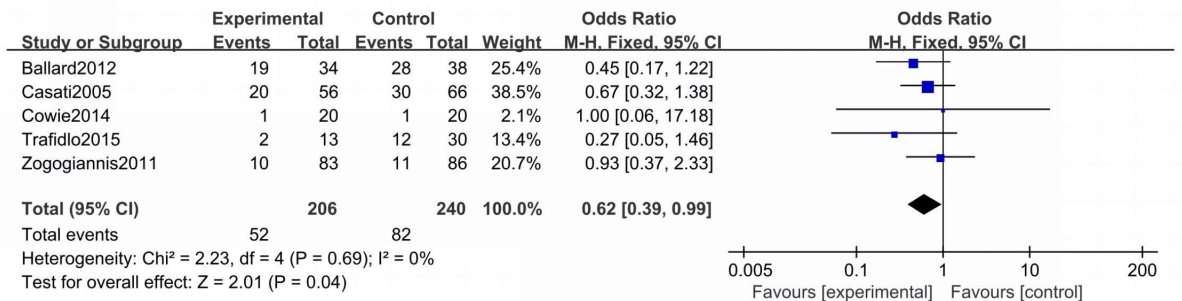 Experimental Control Odds Ratio Odds Ratio
Study or Subgroup Events Total Events Total Weight M-H, Fixed, 95% CI M-H, Fixed, 95% CI
Ballard2012 19 34 28 38 25.4% 0.45 [0.17, 1.22]
Casati2005 20 56 30 66 38.5% 0.67 [0.32, 1.38]
Cowie2014 1 20 1 20 2.1% 1.00 [0.06, 17.18]
Trafidlo2015 2 13 12 30 13.4% 0.27 [0.05, 1.46]
Zogogiannis2011 10 83 11 86 20.7% 0.93 [0.37, 2.33]
Total (95% CI) 206 240 100.0% 0.62 [0.39, 0.99]
Total events 52 82
Heterogeneity: Chi² = 2.23, df = 4 (P = 0.69); I² = 0%
Test for overall effect: Z = 2.01 (P = 0.04)
0.005 0.1 1 10 200
Favours [experimental] Favours [control]